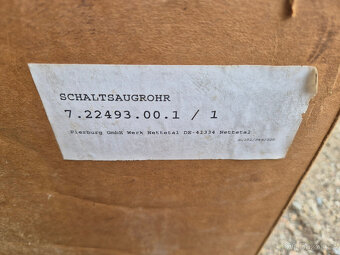 SCHALTSAUGROHR
7.22493.00.1 / 1
Pierburg GmbH Werk Nettetal DE-41334 Nettetal